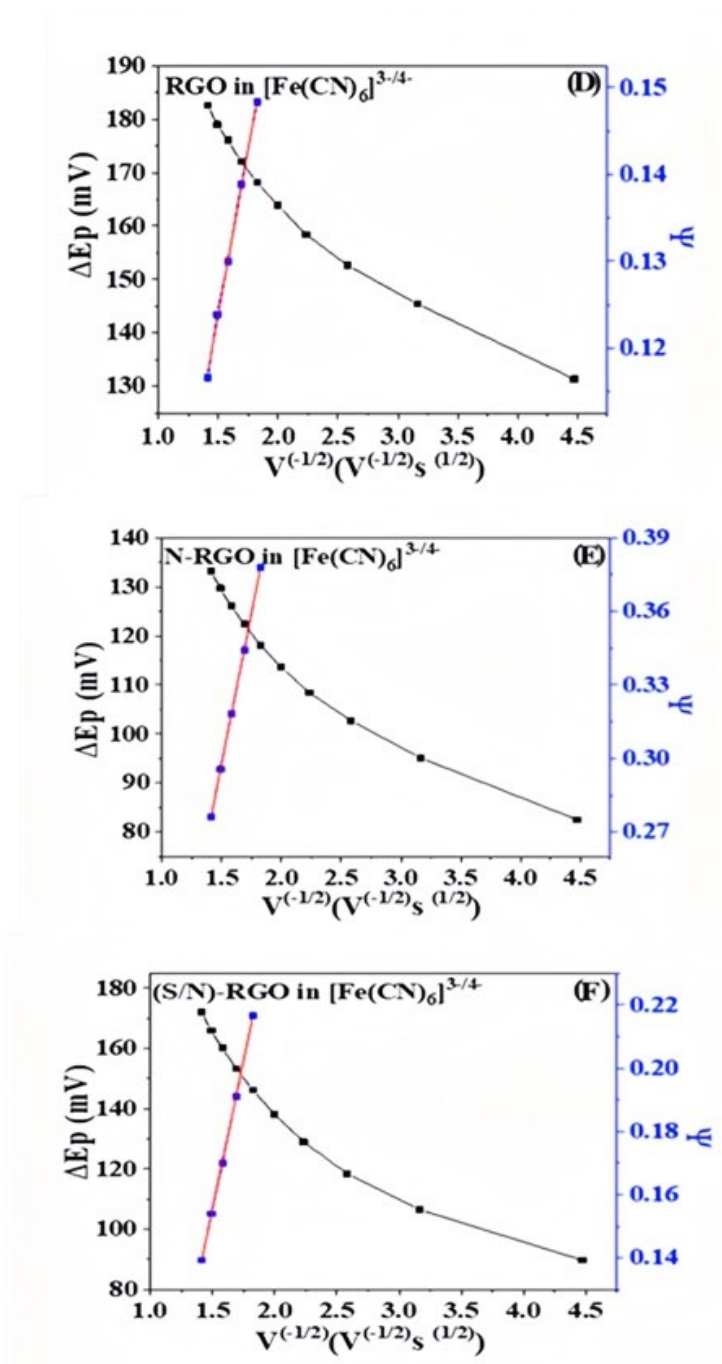 RGO in [Fe(CN)₆]³⁻/⁴⁻ (D)
190
180
170
160
150
140
130
ΔEp (mV)
0.15
0.14
0.13
0.12
Ψ
1.0 1.5 2.0 2.5 3.0 3.5 4.0 4.5
V⁽⁻¹/²⁾(V⁽⁻¹/²⁾s ⁽¹/²⁾)
N-RGO in [Fe(CN)₆]³⁻/⁴⁻ (E)
140
130
120
110
100
90
80
ΔEp (mV)
0.39
0.36
0.33
0.30
0.27
Ψ
1.0 1.5 2.0 2.5 3.0 3.5 4.0 4.5
V⁽⁻¹/²⁾(V⁽⁻¹/²⁾s ⁽¹/²⁾)
(S/N)-RGO in [Fe(CN)₆]³⁻/⁴⁻ (F)
180
160
140
120
100
80
ΔEp (mV)
0.22
0.20
0.18
0.16
0.14
Ψ
1.0 1.5 2.0 2.5 3.0 3.5 4.0 4.5
V⁽⁻¹/²⁾(V⁽⁻¹/²⁾s ⁽¹/²⁾)